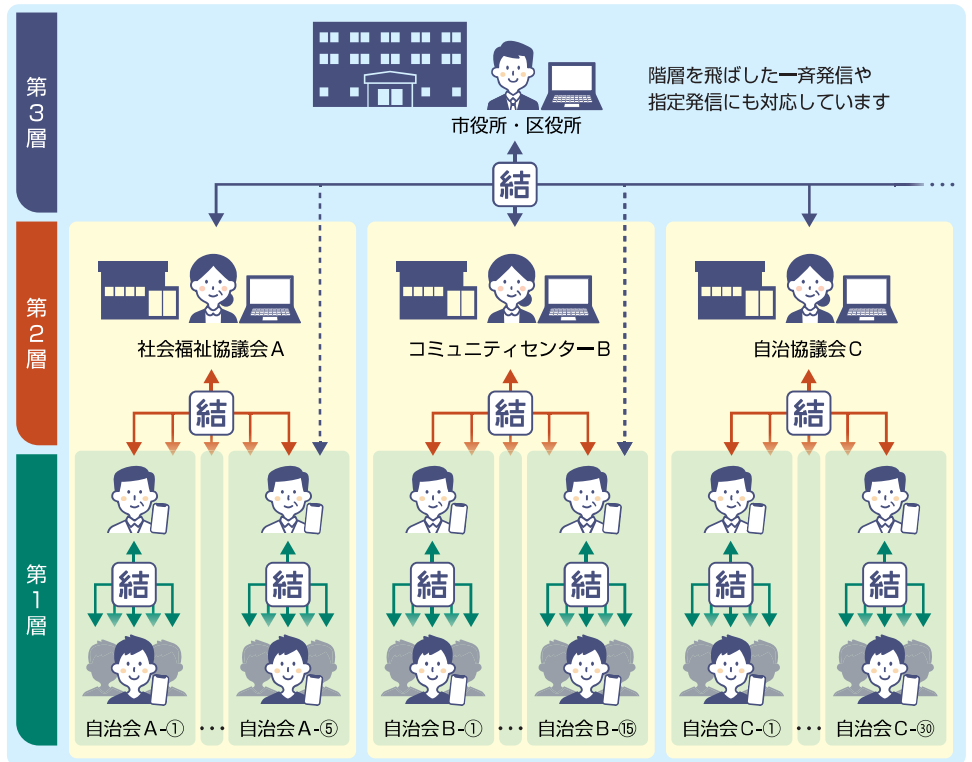 第3層
階層を飛ばした一斉発信や
指定発信にも対応しています
市役所・区役所
結
…
第2層
社会福祉協議会A
コミュニティセンターB
自治協議会C
結
結
結
第1層
結
結
結
結
結
結
自治会A-①
…
自治会A-⑤
自治会B-①
…
自治会B-⑮
自治会C-①
…
自治会C-㉚